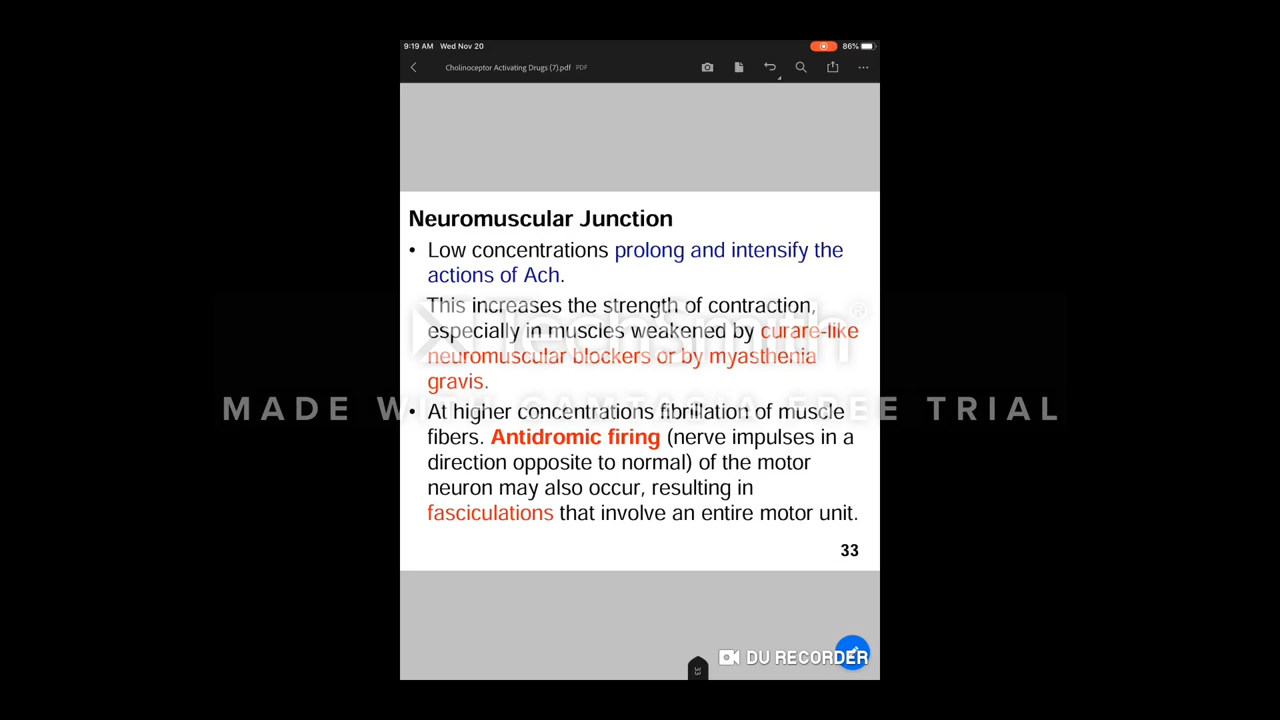 9:19 AM Wed Nov 20
86%
Cholinoceptor Activating Drugs (7).pdf PDF
Neuromuscular Junction
• Low concentrations prolong and intensify the
actions of Ach.
This increases the strength of contraction,
especially in muscles weakened by curare-like
neuromuscular blockers or by myasthenia
gravis.
• At higher concentrations fibrillation of muscle
fibers. Antidromic firing (nerve impulses in a
direction opposite to normal) of the motor
neuron may also occur, resulting in
fasciculations that involve an entire motor unit.
33
TechSmith®
MADE WITH CAMTASIA FREE TRIAL
DU RECORDER
33